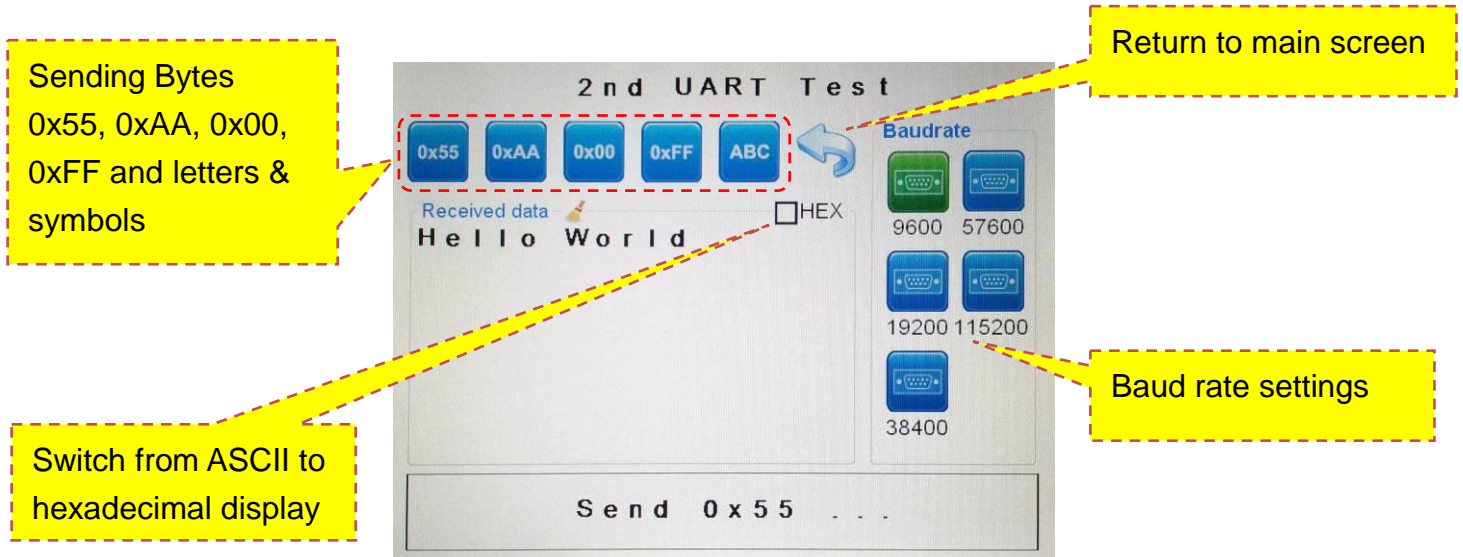 Return to main screen
Sending Bytes
0x55, 0xAA, 0x00,
0xFF and letters &
symbols
2nd UART Test
0x55 0xAA 0x00 0xFF ABC
Baudrate
9600 57600
19200 115200
38400
Received data
HEX
Hello World
Baud rate settings
Switch from ASCII to
hexadecimal display
Send 0x55 ...